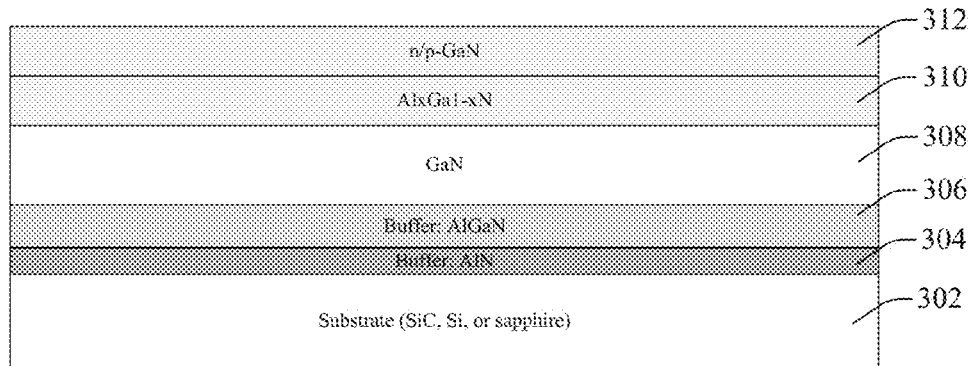 312
n/p-GaN
310
AlxGa1-xN
308
GaN
306
Buffer: AlGaN
304
Buffer: AlN
302
Substrate (SiC, Si, or sapphire)